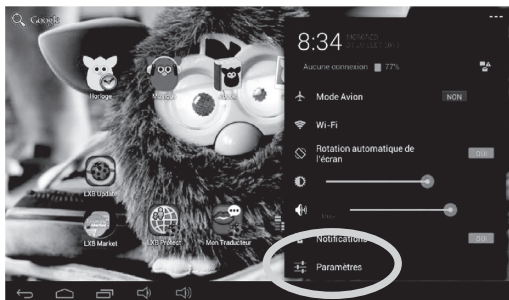 Google
8:34
Aucune connexion 77%
Mode Avion NON
Wi-Fi
Rotation automatique de
l'écran OUI
Notifications OUI
Paramètres
Horloge
LXB Update
LXB Market
LXB Protect
Mon Traducteur